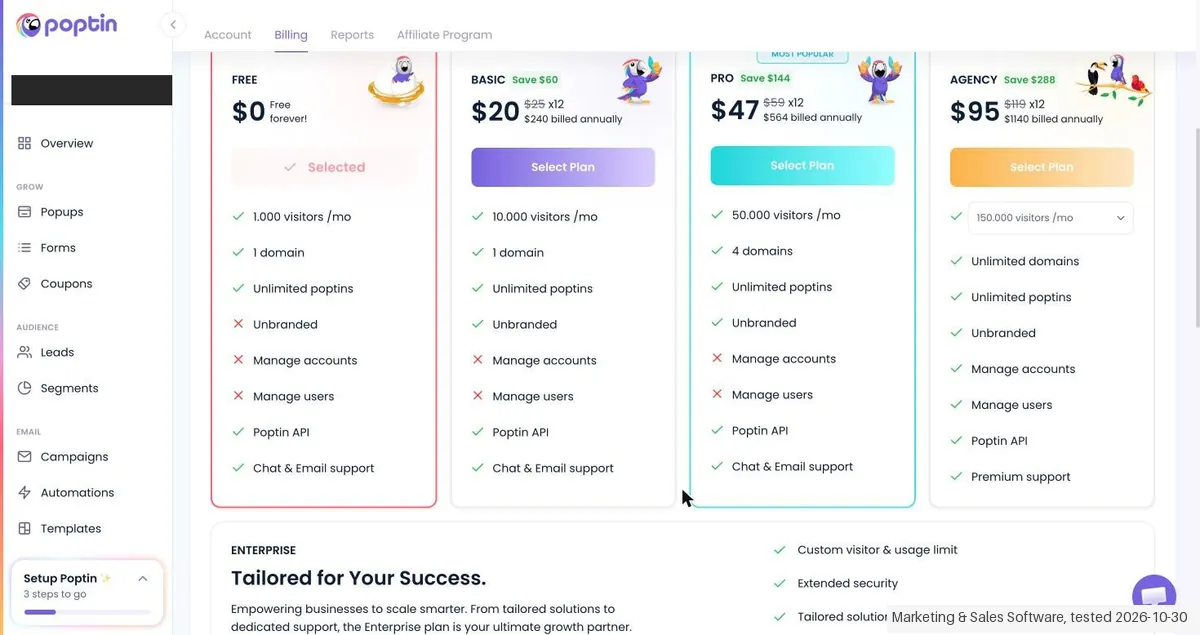 poptin
Account Billing Reports Affiliate Program
Overview
GROW
Popups
Forms
Coupons
AUDIENCE
Leads
Segments
EMAIL
Campaigns
Automations
Templates
Setup Poptin
3 steps to go
FREE
$0 Free forever!
Selected
1.000 visitors /mo
1 domain
Unlimited poptins
Unbranded
Manage accounts
Manage users
Poptin API
Chat & Email support
BASIC Save $60
$20 $25 x12
$240 billed annually
Select Plan
10.000 visitors /mo
1 domain
Unlimited poptins
Unbranded
Manage accounts
Manage users
Poptin API
Chat & Email support
MOST POPULAR
PRO Save $144
$47 $59 x12
$564 billed annually
Select Plan
50.000 visitors /mo
4 domains
Unlimited poptins
Unbranded
Manage accounts
Manage users
Poptin API
Chat & Email support
AGENCY Save $288
$95 $119 x12
$1140 billed annually
Select Plan
150.000 visitors /mo
Unlimited domains
Unlimited poptins
Unbranded
Manage accounts
Manage users
Poptin API
Premium support
ENTERPRISE
Tailored for Your Success.
Empowering businesses to scale smarter. From tailored solutions to
dedicated support, the Enterprise plan is your ultimate growth partner.
Custom visitor & usage limit
Extended security
Tailored solution
Marketing & Sales Software, tested 2026-10-30